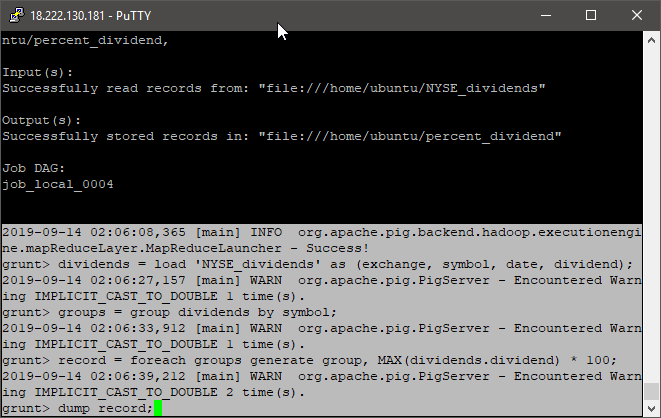 18.222.130.181 - PuTTY
ntu/percent_dividend,
Input(s):
Successfully read records from: "file:///home/ubuntu/NYSE_dividends"
Output(s):
Successfully stored records in: "file:///home/ubuntu/percent_dividend"
Job DAG:
job_local_0004
2019-09-14 02:06:08,365 [main] INFO  org.apache.pig.backend.hadoop.executionengi
ne.mapReduceLayer.MapReduceLauncher - Success!
grunt> dividends = load 'NYSE_dividends' as (exchange, symbol, date, dividend);
2019-09-14 02:06:27,157 [main] WARN  org.apache.pig.PigServer - Encountered Warn
ing IMPLICIT_CAST_TO_DOUBLE 1 time(s).
grunt> groups = group dividends by symbol;
2019-09-14 02:06:33,912 [main] WARN  org.apache.pig.PigServer - Encountered Warn
ing IMPLICIT_CAST_TO_DOUBLE 1 time(s).
grunt> record = foreach groups generate group, MAX(dividends.dividend) * 100;
2019-09-14 02:06:39,212 [main] WARN  org.apache.pig.PigServer - Encountered Warn
ing IMPLICIT_CAST_TO_DOUBLE 2 time(s).
grunt> dump record;